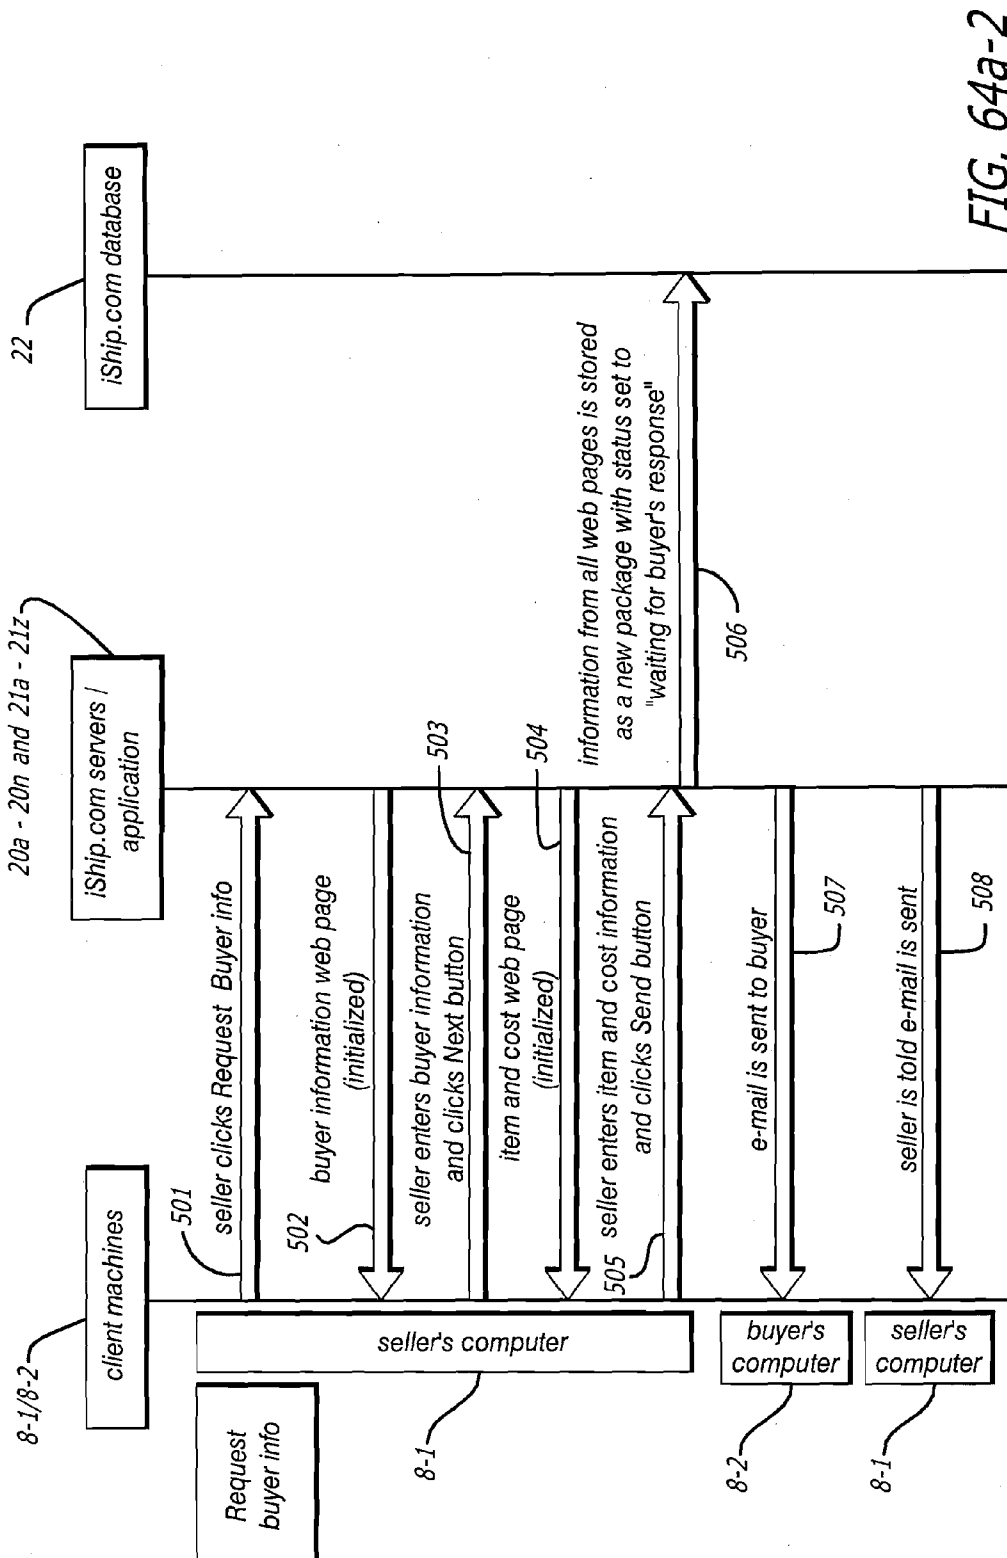 8-1/8-2
client machines
20a - 20n and 21a - 21z
iShip.com servers /
application
22
iShip.com database
Request
buyer info
seller's computer
8-1
501
seller clicks Request Buyer info
502
buyer information web page
(initialized)
seller enters buyer information
and clicks Next button
503
item and cost web page
(initialized)
504
505
seller enters item and cost information
and clicks Send button
information from all web pages is stored
as a new package with status set to
"waiting for buyer's response"
506
buyer's
computer
8-2
e-mail is sent to buyer
507
seller's
computer
8-1
seller is told e-mail is sent
508
FIG. 64a-2